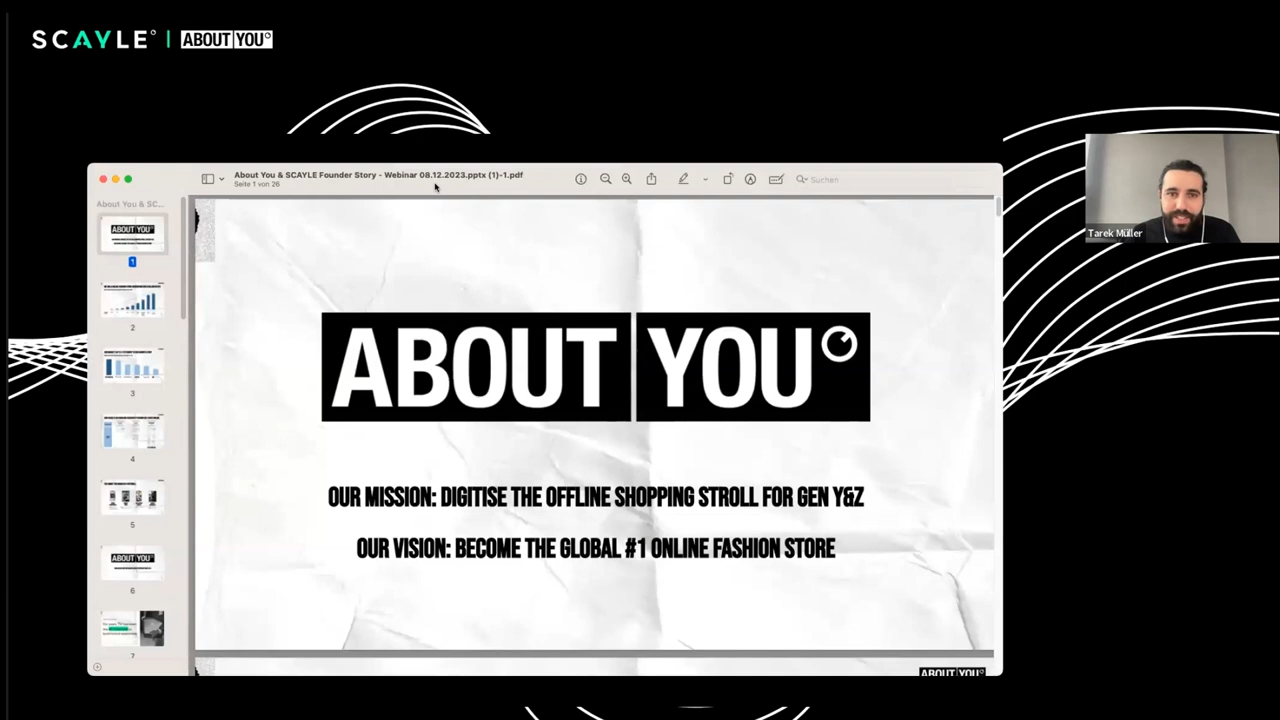 SCAYLE° | ABOUT YOU°
About You & SCAYLE Founder Story - Webinar 08.12.2023.pptx (1)-1.pdf
Seite 1 von 26
Suchen
About You & SC...
ABOUT YOU
1
2
3
4
5
ABOUT YOU
6
7
ABOUT YOU°
OUR MISSION: DIGITISE THE OFFLINE SHOPPING STROLL FOR GEN Y&Z
OUR VISION: BECOME THE GLOBAL #1 ONLINE FASHION STORE
ABOUT YOU°
Tarek Müller